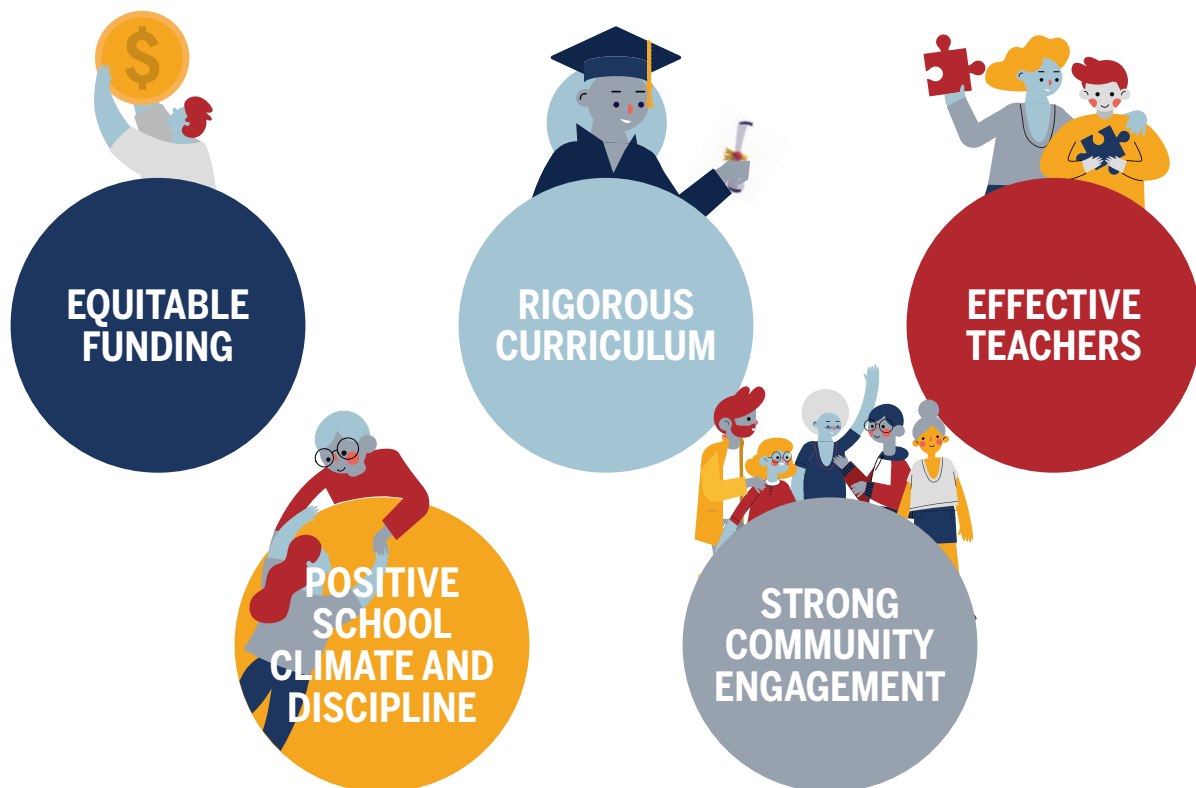 $
EQUITABLE
FUNDING
RIGOROUS
CURRICULUM
EFFECTIVE
TEACHERS
POSITIVE
SCHOOL
CLIMATE AND
DISCIPLINE
STRONG
COMMUNITY
ENGAGEMENT